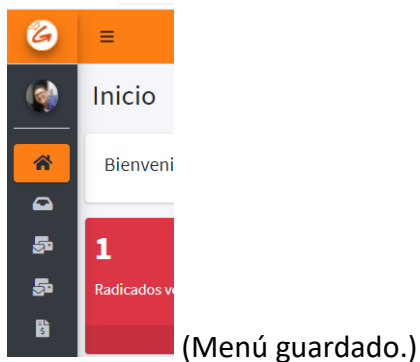 Inicio
Bienveni
1
Radicados v
(Menú guardado.)